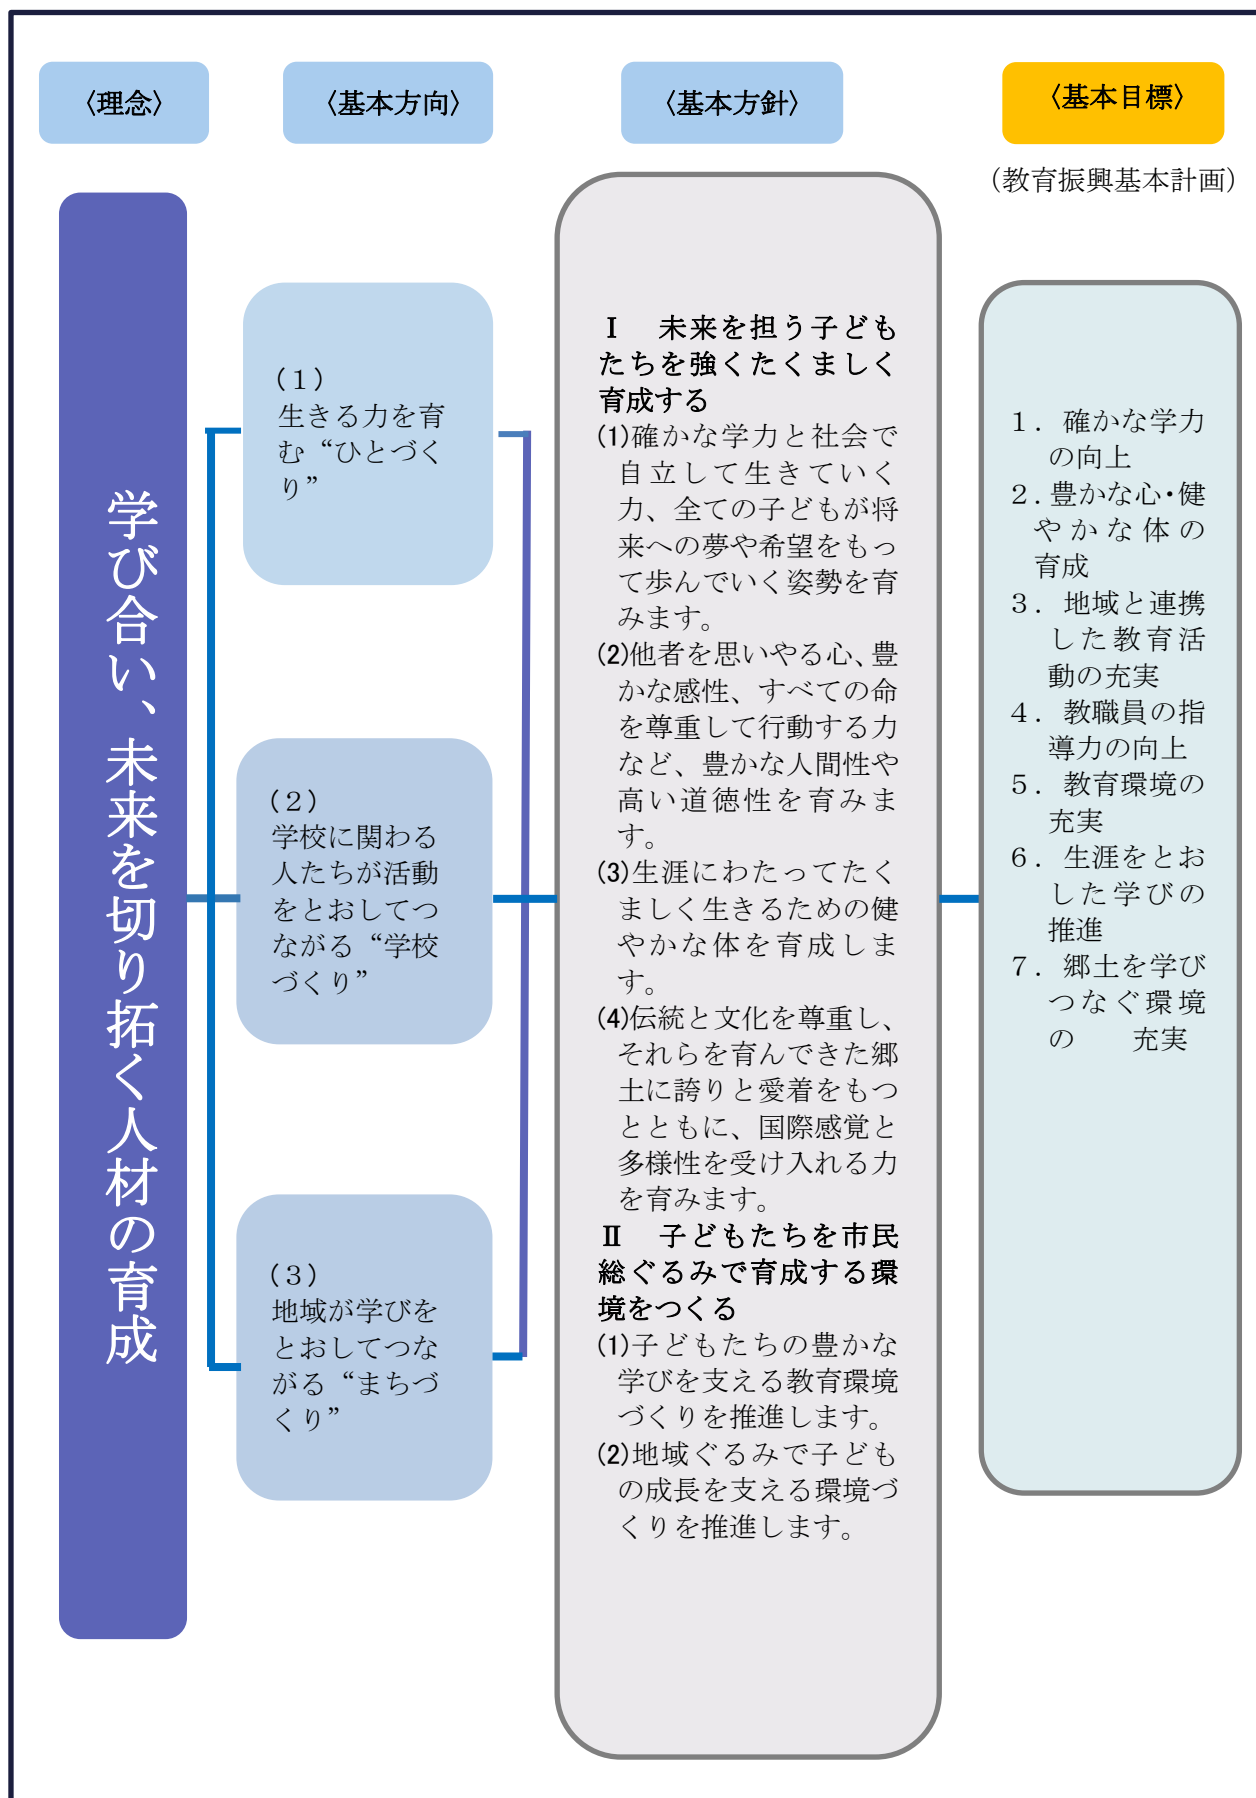 〈理念〉
〈基本方向〉
〈基本方針〉
〈基本目標〉
（教育振興基本計画）
学び合い、未来を切り拓く人材の育成
（１）
生きる力を育
む“ひとづく
り”
（２）
学校に関わる
人たちが活動
をとおしてつ
ながる“学校
づくり”
（３）
地域が学びを
とおしてつな
がる“まちづ
くり”
Ⅰ　未来を担う子ども
たちを強くたくましく
育成する
(1)確かな学力と社会で
自立して生きていく
力、全ての子どもが将
来への夢や希望をもっ
て歩んでいく姿勢を育
みます。
(2)他者を思いやる心、豊
かな感性、すべての命
を尊重して行動する力
など、豊かな人間性や
高い道徳性を育みま
す。
(3)生涯にわたってたく
ましく生きるための健
やかな体を育成しま
す。
(4)伝統と文化を尊重し、
それらを育んできた郷
土に誇りと愛着をもつ
とともに、国際感覚と
多様性を受け入れる力
を育みます。
Ⅱ　子どもたちを市民
総ぐるみで育成する環
境をつくる
(1)子どもたちの豊かな
学びを支える教育環境
づくりを推進します。
(2)地域ぐるみで子ども
の成長を支える環境づ
くりを推進します。
１．確かな学力
の向上
２．豊かな心・健
やかな体の
育成
３．地域と連携
した教育活
動の充実
４．教職員の指
導力の向上
５．教育環境の
充実
６．生涯をとお
した学びの
推進
７．郷土を学び
つなぐ環境
の　充実